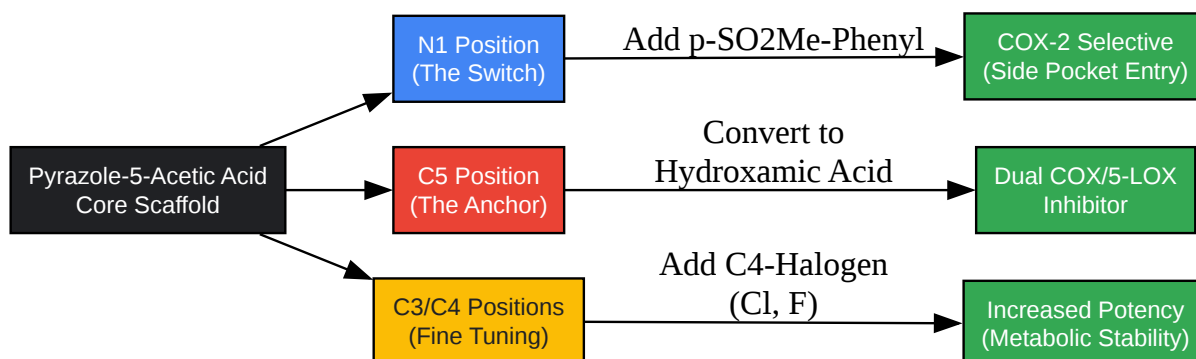 N1 Position
(The Switch)
Add p-SO2Me-Phenyl
COX-2 Selective
(Side Pocket Entry)
Pyrazole-5-Acetic Acid
Core Scaffold
C5 Position
(The Anchor)
Convert to
Hydroxamic Acid
Dual COX/5-LOX
Inhibitor
C3/C4 Positions
(Fine Tuning)
Add C4-Halogen
(Cl, F)
Increased Potency
(Metabolic Stability)